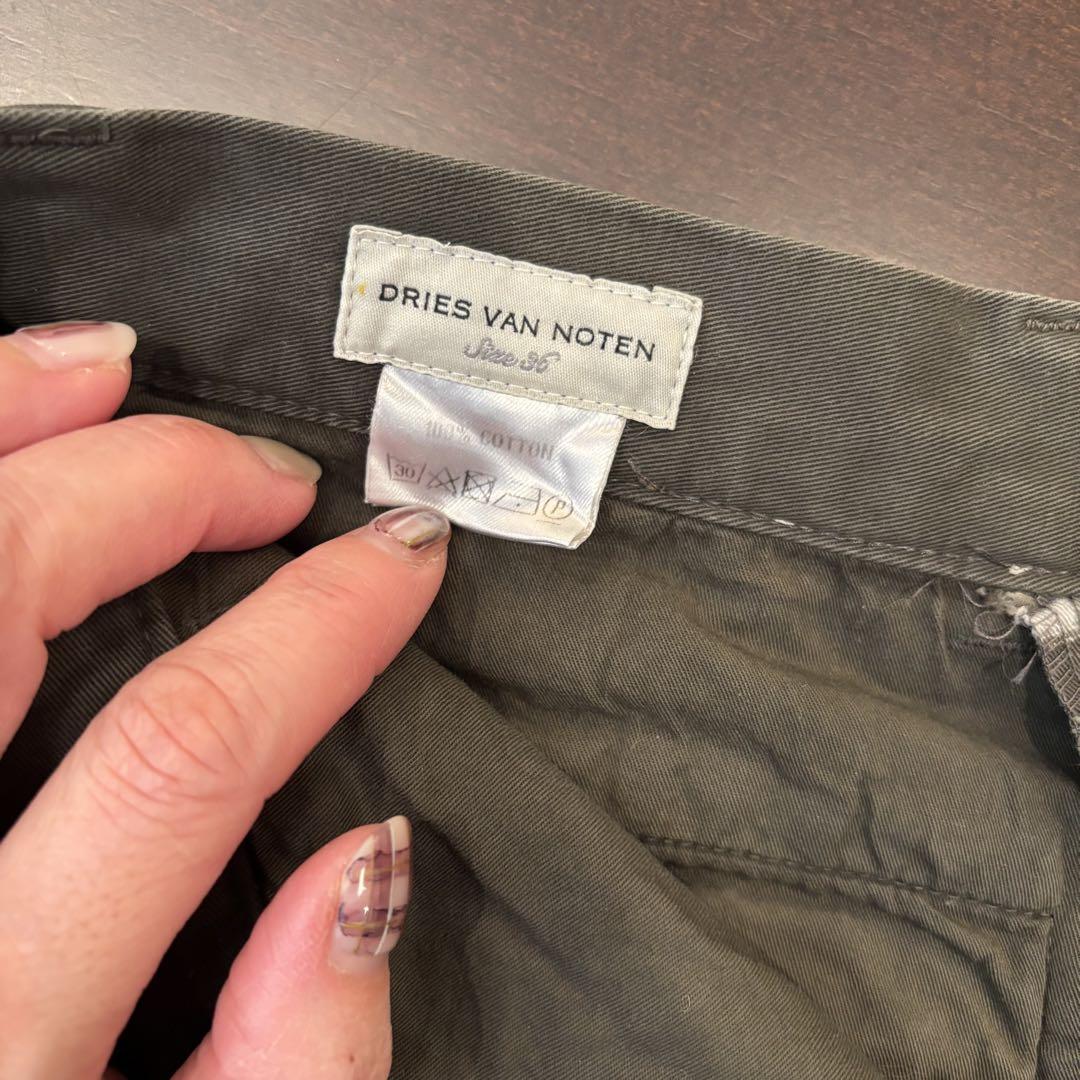 DRIES VAN NOTEN
Size 36
100% COTTON
30
P